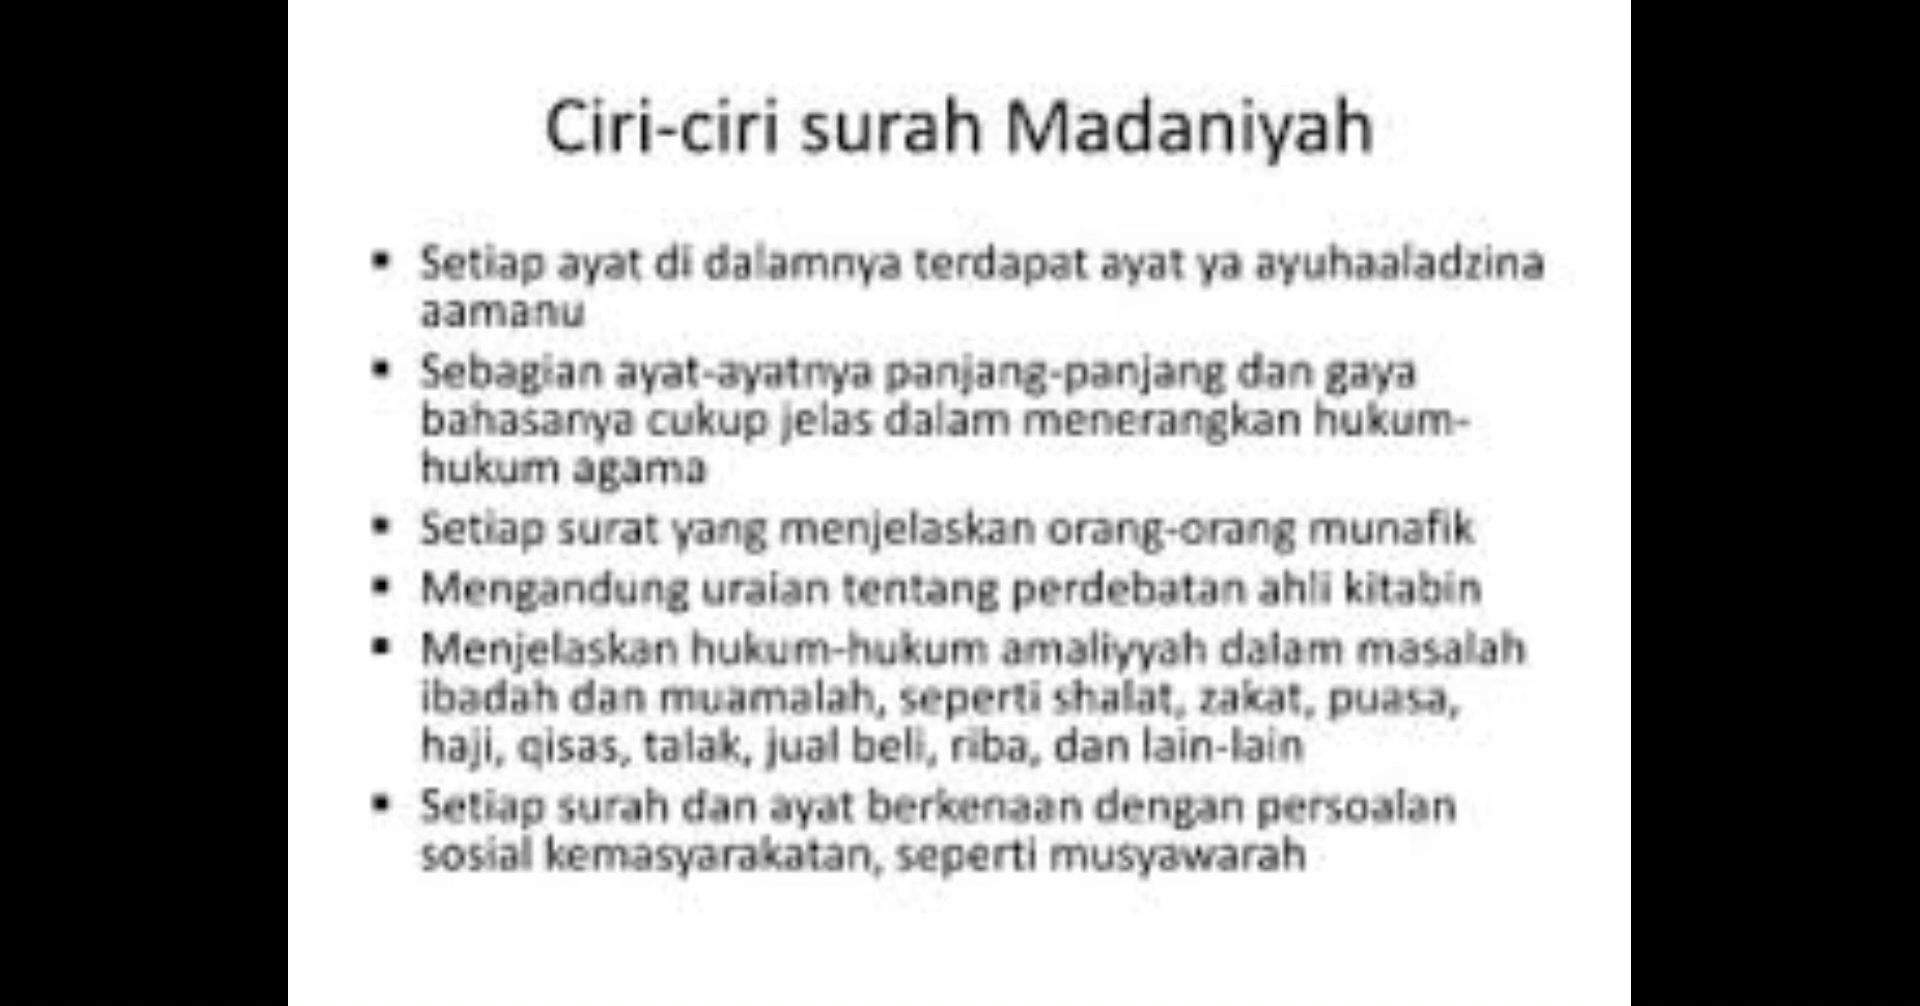 Ciri-ciri surah Madaniyah
▪ Setiap ayat di dalamnya terdapat ayat ya ayuhaaladzina
aamanu
▪ Sebagian ayat-ayatnya panjang-panjang dan gaya
bahasanya cukup jelas dalam menerangkan hukum-
hukum agama
▪ Setiap surat yang menjelaskan orang-orang munafik
▪ Mengandung uraian tentang perdebatan ahli kitabin
▪ Menjelaskan hukum-hukum amaliyyah dalam masalah
ibadah dan muamalah, seperti shalat, zakat, puasa,
haji, qisas, talak, jual beli, riba, dan lain-lain
▪ Setiap surah dan ayat berkenaan dengan persoalan
sosial kemasyarakatan, seperti musyawarah